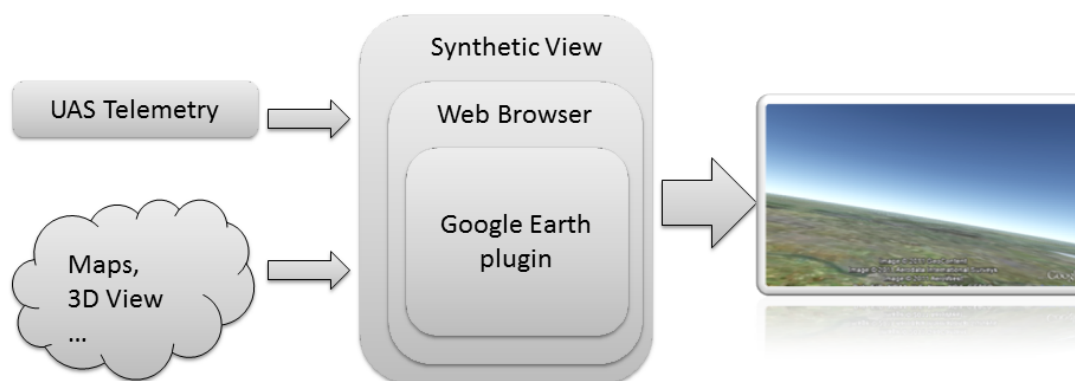 Synthetic View
UAS Telemetry
Web Browser
Google Earth
plugin
Maps,
3D View
...